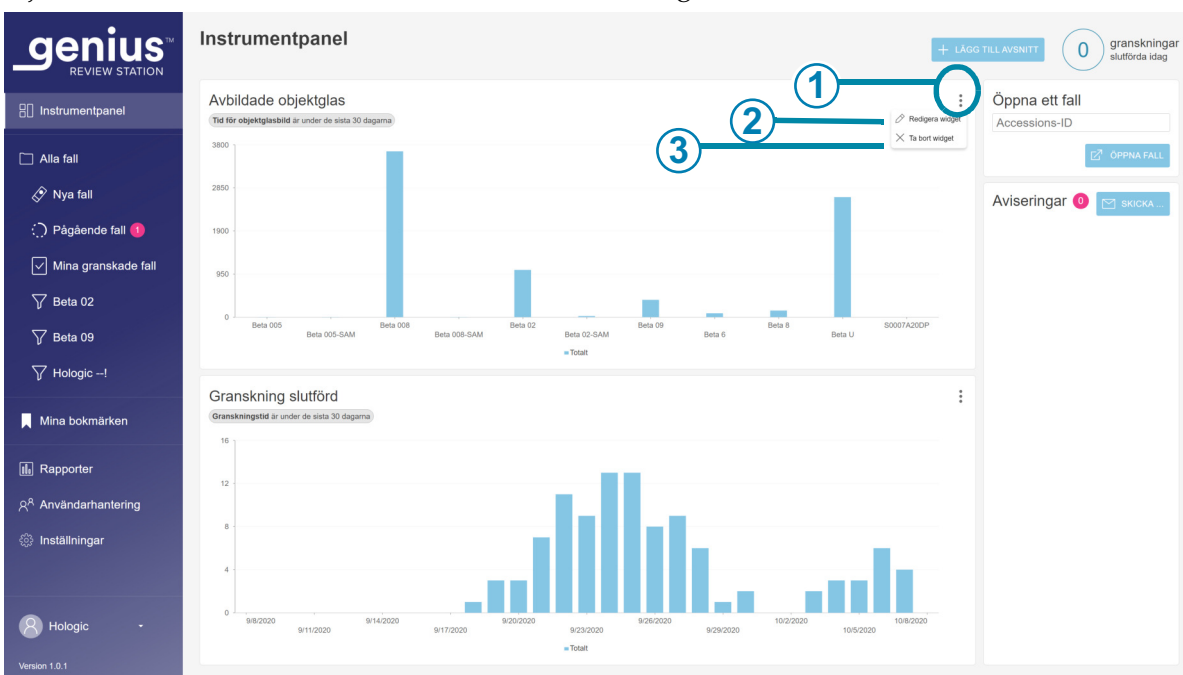 genius™
REVIEW STATION
Instrumentpanel
Alla fall
Nya fall
Pågående fall 1
Mina granskade fall
Beta 02
Beta 09
Hologic --!
Mina bokmärken
Rapporter
Användarhantering
Inställningar
Hologic
Version 1.0.1
Instrumentpanel
+ LÄGG TILL AVSNITT
0
granskningar
slutförda idag
Avbildade objektglas
Tid för objektglasbild är under de sista 30 dagarna
1
2
3
Redigera widget
Ta bort widget
3800
2850
1900
950
0
Beta 005
Beta 005-SAM
Beta 008
Beta 008-SAM
Beta 02
Beta 02-SAM
Beta 09
Beta 6
Beta 8
Beta U
S0007A20DP
Totalt
Granskning slutförd
Granskningstid är under de sista 30 dagarna
16
12
8
4
0
9/8/2020
9/11/2020
9/14/2020
9/17/2020
9/20/2020
9/23/2020
9/26/2020
9/29/2020
10/2/2020
10/5/2020
10/8/2020
Totalt
Öppna ett fall
Accessions-ID
ÖPPNA FALL
Aviseringar 0
SKICKA ...